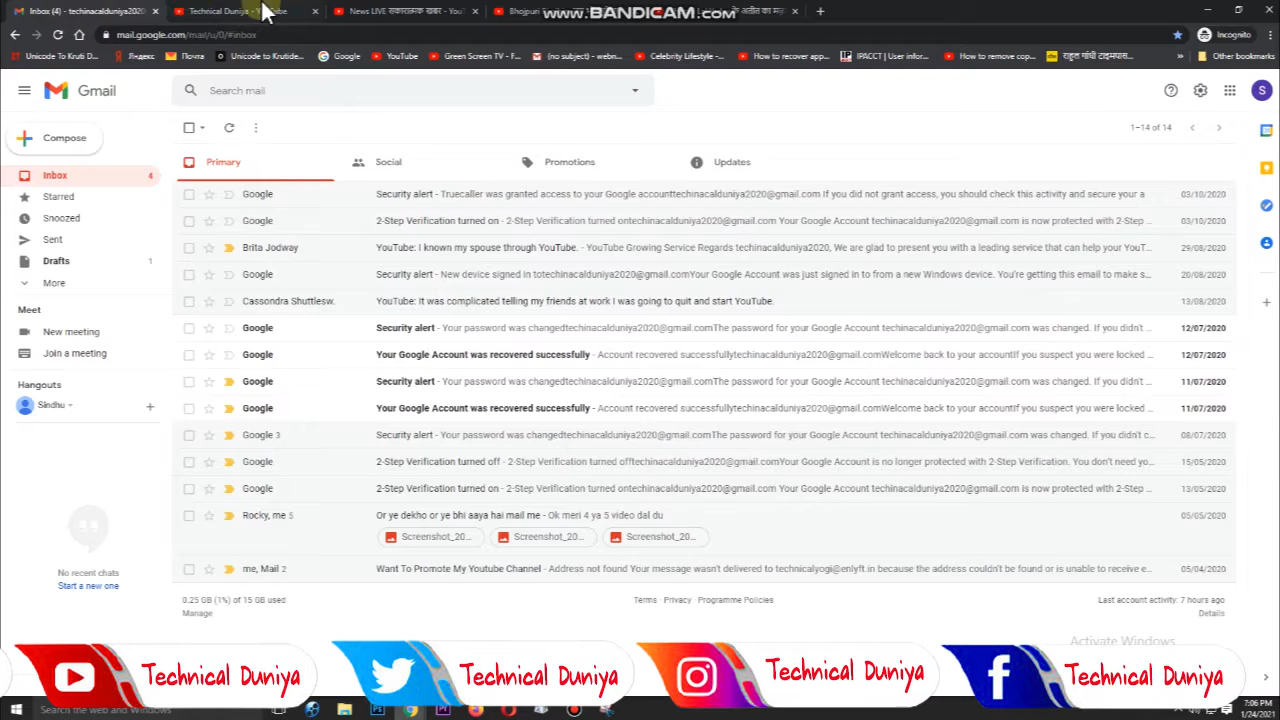 Inbox (4) - techinacalduniya202
Technical Duniya - YouTube
News LIVE सकारात्मक खबर - You
Bhojpuri
www.BANDICAM.com
के अतीत का मह
mail.google.com/mail/u/0/#inbox
Incognito
Unicode To Kruti D...
Яндекс
Почта
Unicode to Krutide...
Google
YouTube
Green Screen TV - F...
(no subject) - webn...
Celebrity Lifestyle -...
How to recover app...
IPACCT | User infor...
How to remove cop...
राहुल गांधी टाइमपास...
Other bookmarks
Gmail
Search mail
S
Compose
1–14 of 14
Primary
Social
Promotions
Updates
Inbox 4
Starred
Snoozed
Sent
Drafts 1
More
Meet
New meeting
Join a meeting
Hangouts
Sindhu
No recent chats
Start a new one
Google Security alert - Truecaller was granted access to your Google accounttechinacalduniya2020@gmail.com If you did not grant access, you should check this activity and secure your a 03/10/2020
Google 2-Step Verification turned on - 2-Step Verification turned ontechinacalduniya2020@gmail.com Your Google Account techinacalduniya2020@gmail.com is now protected with 2-Step ... 03/10/2020
Brita Jodway YouTube: I known my spouse through YouTube. - YouTube Growing Service Regards techinacalduniya2020, We are glad to present you with a leading service that can help your YouT... 29/08/2020
Google Security alert - New device signed in totechinacalduniya2020@gmail.comYour Google Account was just signed in to from a new Windows device. You're getting this email to make s... 20/08/2020
Cassondra Shuttlesw. YouTube: It was complicated telling my friends at work I was going to quit and start YouTube. 13/08/2020
Google Security alert - Your password was changedtechinacalduniya2020@gmail.comThe password for your Google Account techinacalduniya2020@gmail.com was changed. If you didn't ... 12/07/2020
Google Your Google Account was recovered successfully - Account recovered successfullytechinacalduniya2020@gmail.comWelcome back to your accountIf you suspect you were locked ... 12/07/2020
Google Security alert - Your password was changedtechinacalduniya2020@gmail.comThe password for your Google Account techinacalduniya2020@gmail.com was changed. If you didn't ... 11/07/2020
Google Your Google Account was recovered successfully - Account recovered successfullytechinacalduniya2020@gmail.comWelcome back to your accountIf you suspect you were locked ... 11/07/2020
Google 3 Security alert - Your password was changedtechinacalduniya2020@gmail.comThe password for your Google Account techinacalduniya2020@gmail.com was changed. If you didn't c... 08/07/2020
Google 2-Step Verification turned off - 2-Step Verification turned offtechinacalduniya2020@gmail.comYour Google Account is no longer protected with 2-Step Verification. You don't need yo... 15/05/2020
Google 2-Step Verification turned on - 2-Step Verification turned ontechinacalduniya2020@gmail.comYour Google Account techinacalduniya2020@gmail.com is now protected with 2-Step ... 13/05/2020
Rocky, me 5 Or ye dekho or ye bhi aaya hai mail me - Ok meri 4 ya 5 video dal du 05/05/2020
Screenshot_20... Screenshot_20... Screenshot_20...
me, Mail 2 Want To Promote My Youtube Channel - Address not found Your message wasn't delivered to technicalyogi@enlyft.in because the address couldn't be found or is unable to receive e... 05/04/2020
0.25 GB (1%) of 15 GB used
Manage
Terms · Privacy · Programme Policies
Last account activity: 7 hours ago
Details
Activate Windows
Technical Duniya
Technical Duniya
Technical Duniya
Technical Duniya
Search the web and Windows
7:06 PM
1/24/2021